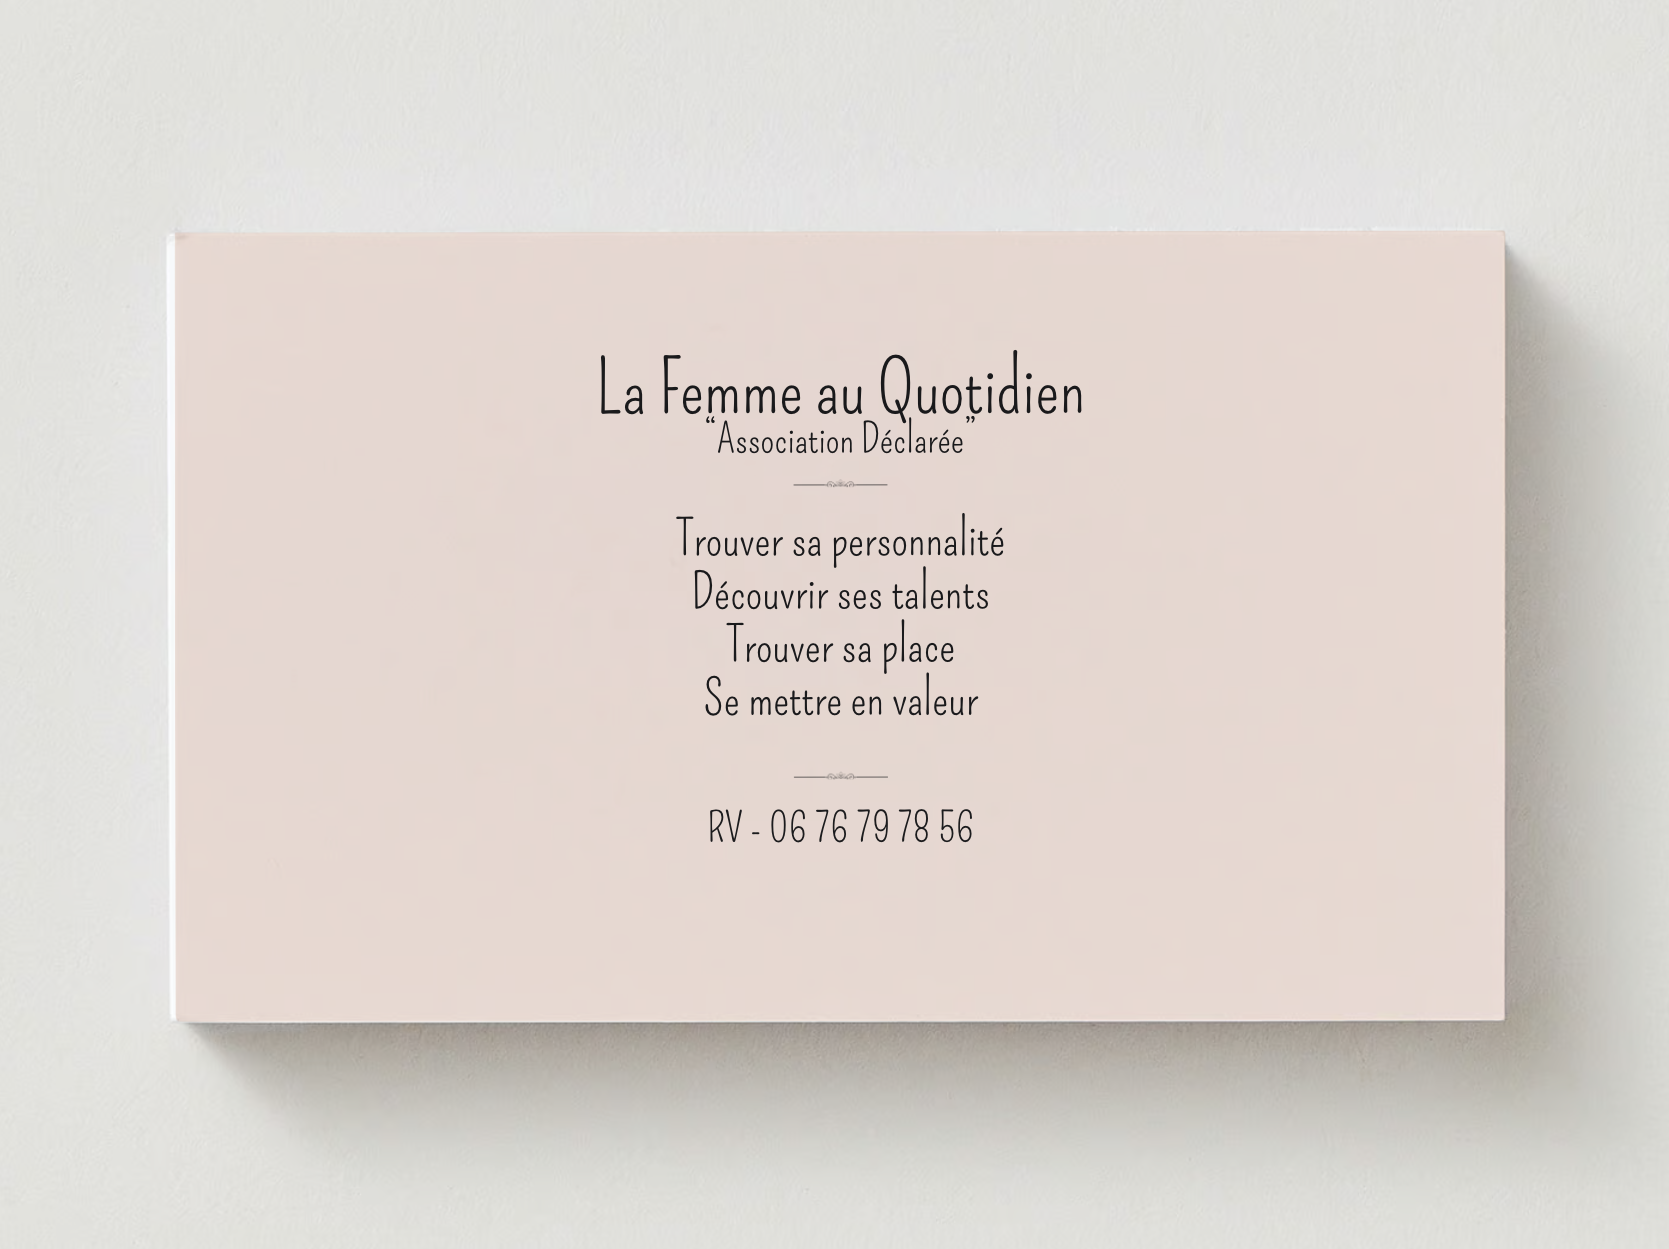 La Femme au Quotidien
“Association Déclarée”
Trouver sa personnalité
Découvrir ses talents
Trouver sa place
Se mettre en valeur
RV - 06 76 79 78 56